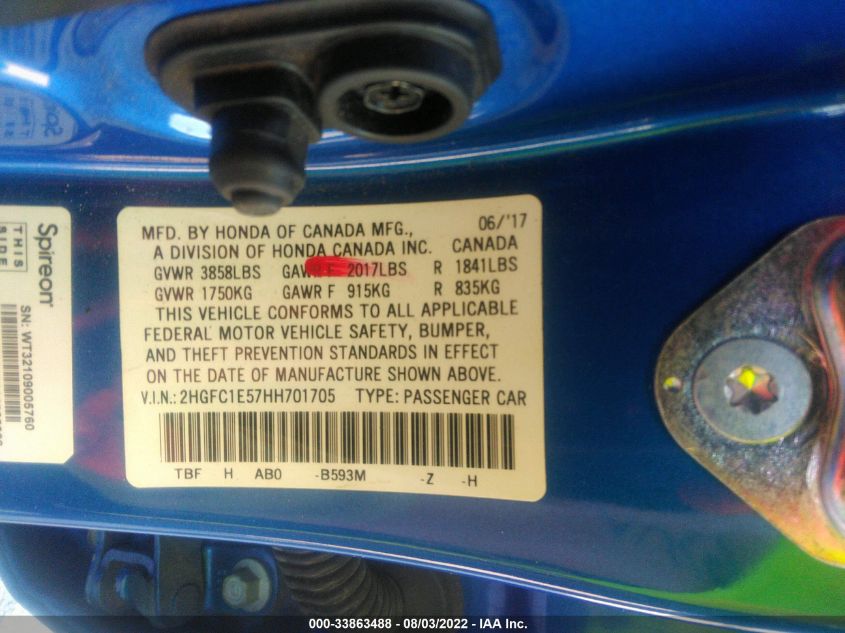 MFD. BY HONDA OF CANADA MFG., 06/'17
A DIVISION OF HONDA CANADA INC. CANADA
GVWR 3858LBS GAWR F 2017LBS R 1841LBS
GVWR 1750KG GAWR F 915KG R 835KG
THIS VEHICLE CONFORMS TO ALL APPLICABLE
FEDERAL MOTOR VEHICLE SAFETY, BUMPER,
AND THEFT PREVENTION STANDARDS IN EFFECT
ON THE DATE OF MANUFACTURE SHOWN ABOVE.
V.I.N.: 2HGFC1E57HH701705 TYPE: PASSENGER CAR
TBF H AB0 -B593M -Z -H
THIS
SIDE
Spireon
SN: WT32109005760
000-33863488 - 08/03/2022 - IAA Inc.